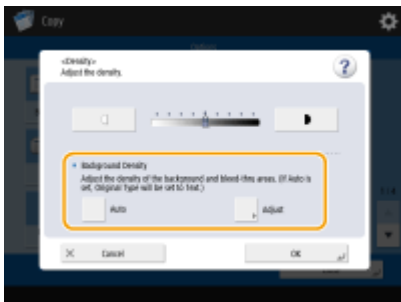 Copy
<Density>
Adjust the density.
?
Background Density
Adjust the density of the background and bleed-thru areas. (If Auto is
set, Original Type will be set to Text.)
Auto
Adjust
Cancel
OK